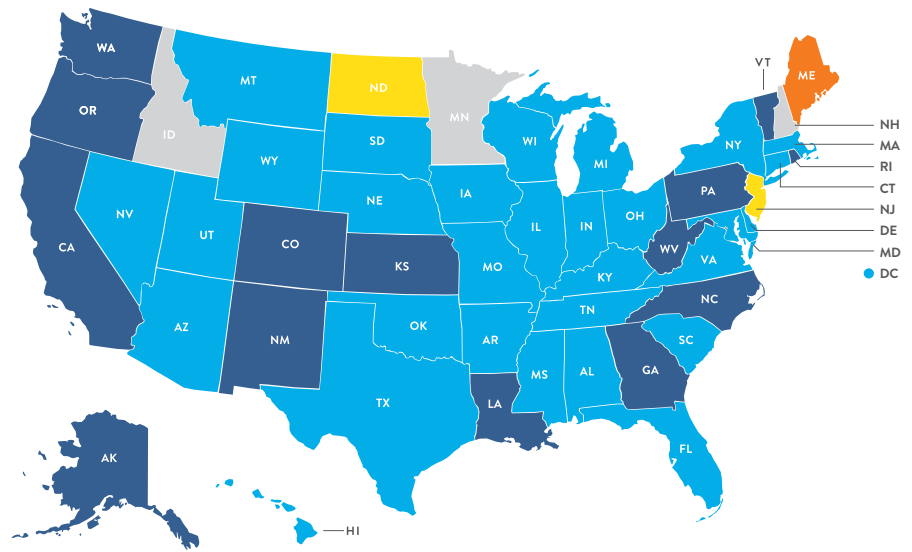 WA
MT
ND
MN
VT
ME
OR
ID
SD
WI
MI
NY
NH
MA
RI
CT
NJ
DE
MD
DC
WY
IA
NE
PA
NV
UT
CO
IL
IN
OH
WV
VA
CA
KS
MO
KY
NC
AZ
NM
OK
AR
TN
SC
MS
AL
GA
TX
LA
FL
AK
HI